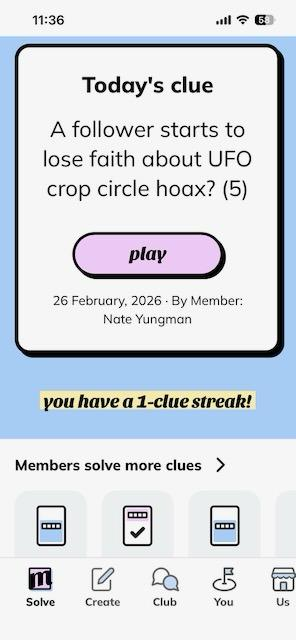 11:36
58
Today's clue
A follower starts to
lose faith about UFO
crop circle hoax? (5)
play
26 February, 2026 · By Member:
Nate Yungman
you have a 1-clue streak!
Members solve more clues
m
Solve
Create
Club
You
Us